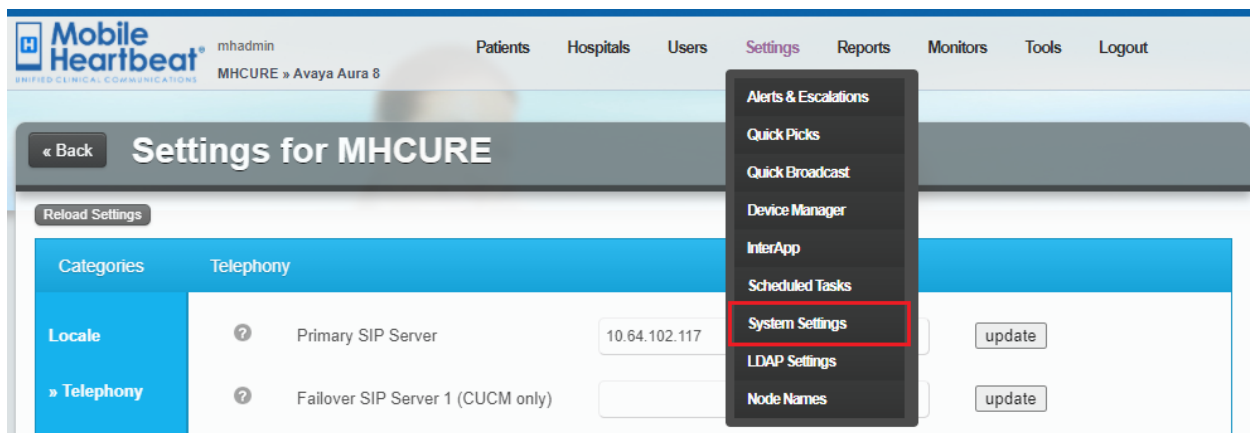 Mobile
Heartbeat®
UNIFIED CLINICAL COMMUNICATIONS
mhadmin
MHCURE » Avaya Aura 8
Patients Hospitals Users Settings Reports Monitors Tools Logout
Alerts & Escalations
Quick Picks
Quick Broadcast
Device Manager
InterApp
Scheduled Tasks
System Settings
LDAP Settings
Node Names
« Back Settings for MHCURE
Reload Settings
Categories Telephony
Locale
» Telephony
Primary SIP Server 10.64.102.117 update
Failover SIP Server 1 (CUCM only) update